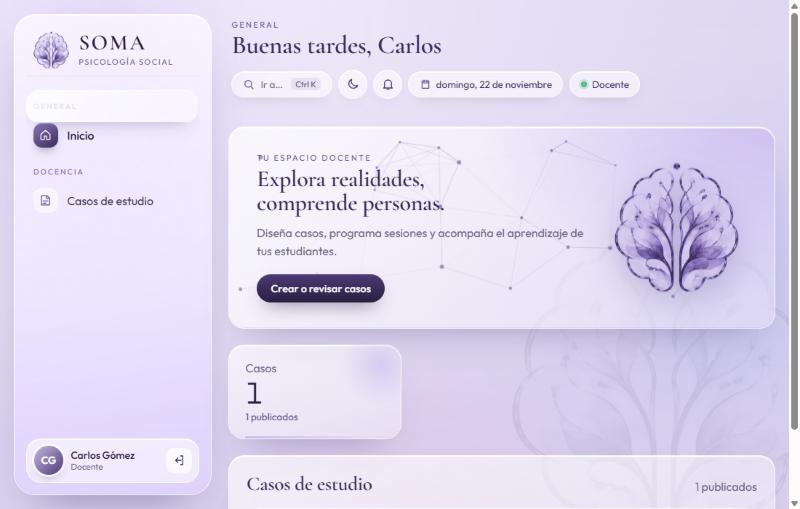 SOMA
PSICOLOGÍA SOCIAL
GENERAL
Inicio
DOCENCIA
Casos de estudio
CG
Carlos Gómez
Docente
GENERAL
Buenas tardes, Carlos
Ir a...
Ctrl K
domingo, 22 de noviembre
Docente
TU ESPACIO DOCENTE
Explora realidades,
comprende personas.
Diseña casos, programa sesiones y acompaña el aprendizaje de
tus estudiantes.
Crear o revisar casos
Casos
1
1 publicados
Casos de estudio
1 publicados